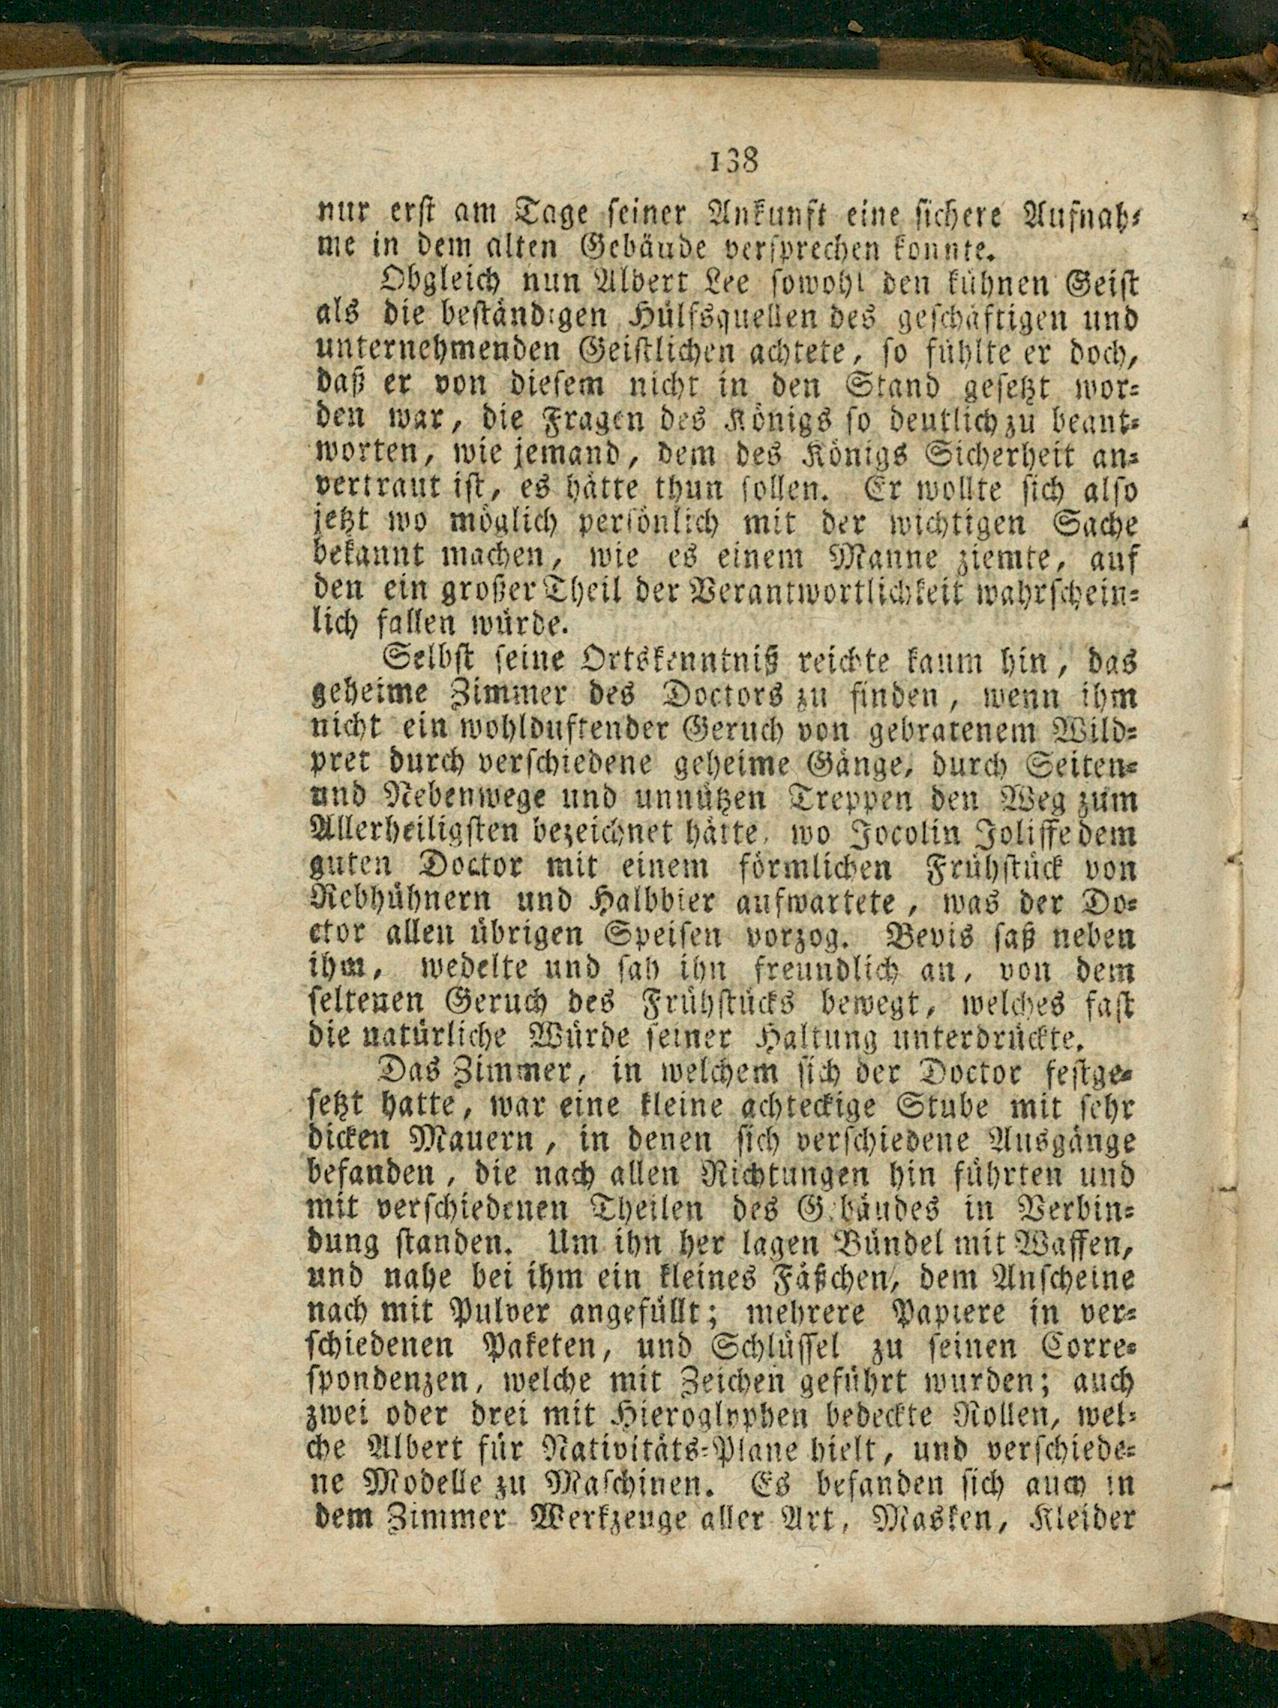 138
nur erst am Tage seiner Ankunft eine sichere Aufnah-
me in dem alten Gebäude versprechen konnte.
Obgleich nun Albert Lee sowohl den kühnen Geist
als die beständigen Hülfsquellen des geschäftigen und
unternehmenden Geistlichen achtete, so fühlte er doch,
daß er von diesem nicht in den Stand gesetzt wor-
den war, die Fragen des Königs so deutlich zu beant-
worten, wie jemand, dem des Königs Sicherheit an-
vertraut ist, es hätte thun sollen. Er wollte sich also
jetzt wo möglich persönlich mit der wichtigen Sache
bekannt machen, wie es einem Manne ziemte, auf
den ein großer Theil der Verantwortlichkeit wahrschein-
lich fallen würde.
Selbst seine Ortskenntniß reichte kaum hin, das
geheime Zimmer des Doctors zu finden, wenn ihm
nicht ein wohlduftender Geruch von gebratenem Wild-
pret durch verschiedene geheime Gänge, durch Seiten-
und Nebenwege und unnützen Treppen den Weg zum
Allerheiligsten bezeichnet hätte, wo Jocolin Joliffe dem
guten Doctor mit einem förmlichen Frühstück von
Rebhühnern und Halbbier aufwartete, was der Do-
ctor allen übrigen Speisen vorzog. Bevis saß neben
ihm, wedelte und sah ihn freundlich an, von dem
seltenen Geruch des Frühstücks bewegt, welches fast
die natürliche Würde seiner Haltung unterdrückte.
Das Zimmer, in welchem sich der Doctor festge-
setzt hatte, war eine kleine achteckige Stube mit sehr
dicken Mauern, in denen sich verschiedene Ausgänge
befanden, die nach allen Richtungen hin führten und
mit verschiedenen Theilen des Gebäudes in Verbin-
dung standen. Um ihn her lagen Bündel mit Waffen,
und nahe bei ihm ein kleines Fäßchen, dem Anscheine
nach mit Pulver angefüllt; mehrere Papiere in ver-
schiedenen Paketen, und Schlüssel zu seinen Corre-
spondenzen, welche mit Zeichen geführt wurden; auch
zwei oder drei mit Hieroglyphen bedeckte Rollen, wel-
che Albert für Nativitäts-Plane hielt, und verschiede-
ne Modelle zu Maschinen. Es befanden sich auch in
dem Zimmer Werkzeuge aller Art, Masken, Kleider